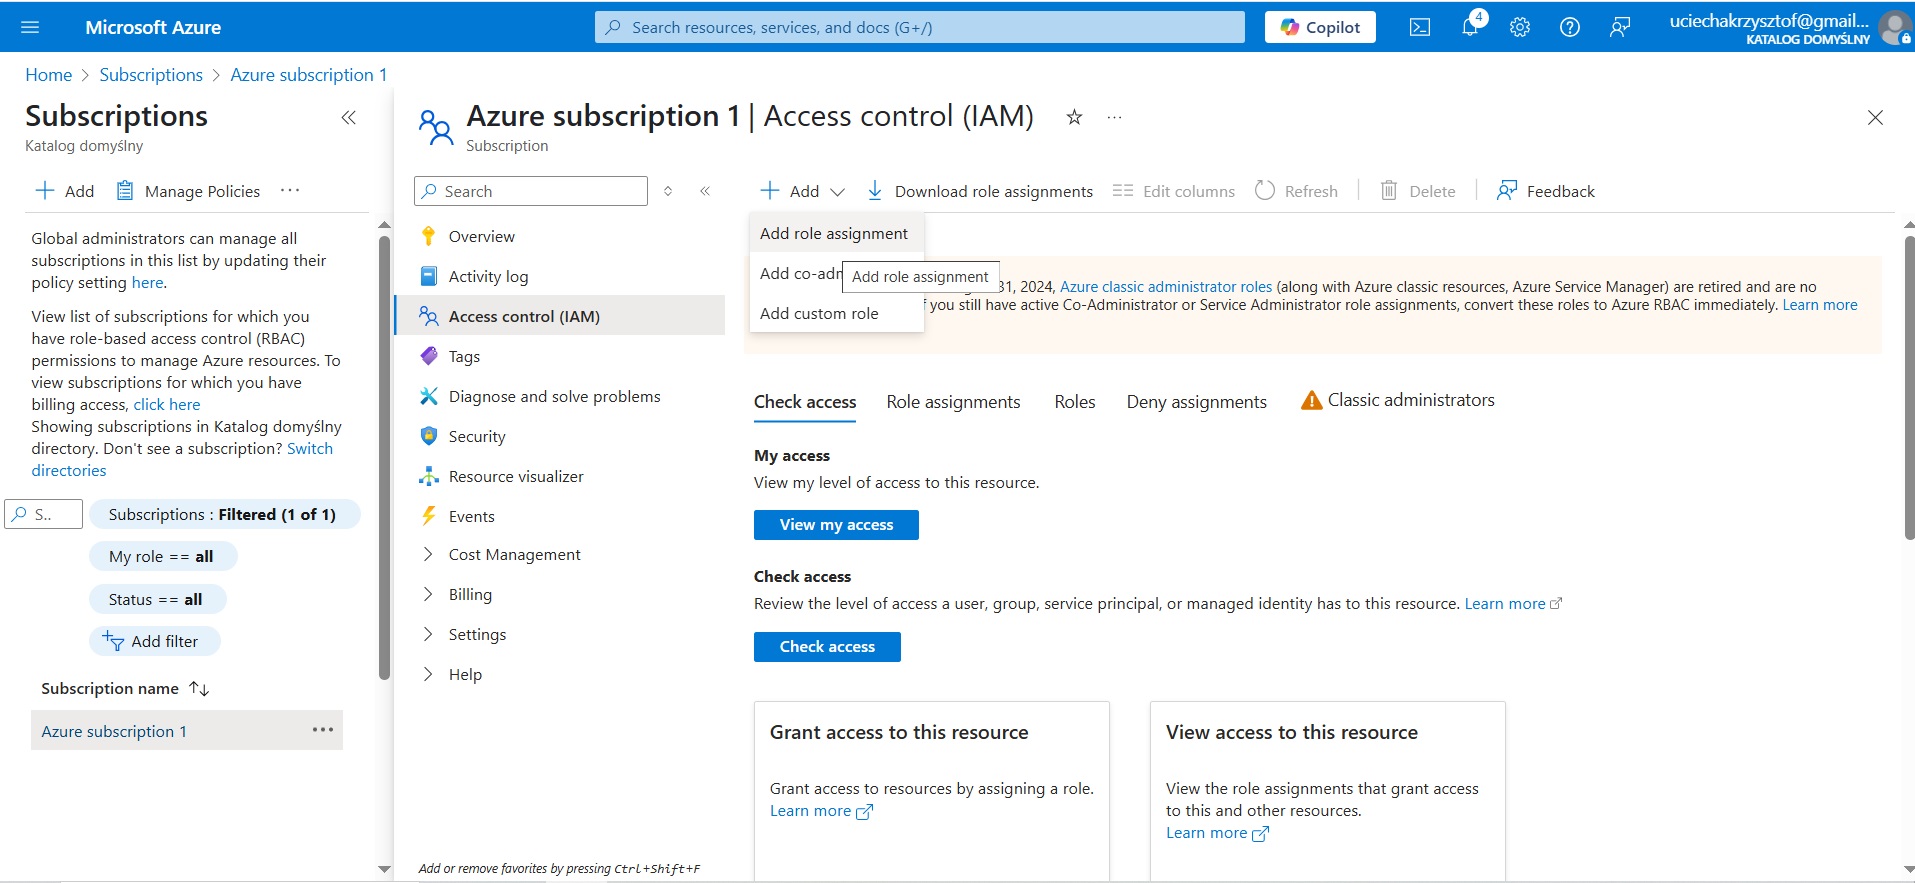 Microsoft Azure
Search resources, services, and docs (G+/)
Copilot
4
uciechakrzysztof@gmail...
KATALOG DOMYŚLNY
Home > Subscriptions > Azure subscription 1
Subscriptions
Katalog domyślny
Add
Manage Policies
Global administrators can manage all
subscriptions in this list by updating their
policy setting here.
View list of subscriptions for which you
have role-based access control (RBAC)
permissions to manage Azure resources. To
view subscriptions for which you have
billing access, click here
Showing subscriptions in Katalog domyślny
directory. Don't see a subscription? Switch
directories
S..
Subscriptions : Filtered (1 of 1)
My role == all
Status == all
Add filter
Subscription name
Azure subscription 1
Azure subscription 1 | Access control (IAM)
Subscription
Search
Overview
Activity log
Access control (IAM)
Tags
Diagnose and solve problems
Security
Resource visualizer
Events
Cost Management
Billing
Settings
Help
Add or remove favorites by pressing Ctrl+Shift+F
Add
Download role assignments
Edit columns
Refresh
Delete
Feedback
Add role assignment
Add co-adm
Add role assignment
Add custom role
31, 2024, Azure classic administrator roles (along with Azure classic resources, Azure Service Manager) are retired and are no
f you still have active Co-Administrator or Service Administrator role assignments, convert these roles to Azure RBAC immediately. Learn more
Check access
Role assignments
Roles
Deny assignments
Classic administrators
My access
View my level of access to this resource.
View my access
Check access
Review the level of access a user, group, service principal, or managed identity has to this resource. Learn more
Check access
Grant access to this resource
Grant access to resources by assigning a role.
Learn more
View access to this resource
View the role assignments that grant access
to this and other resources.
Learn more